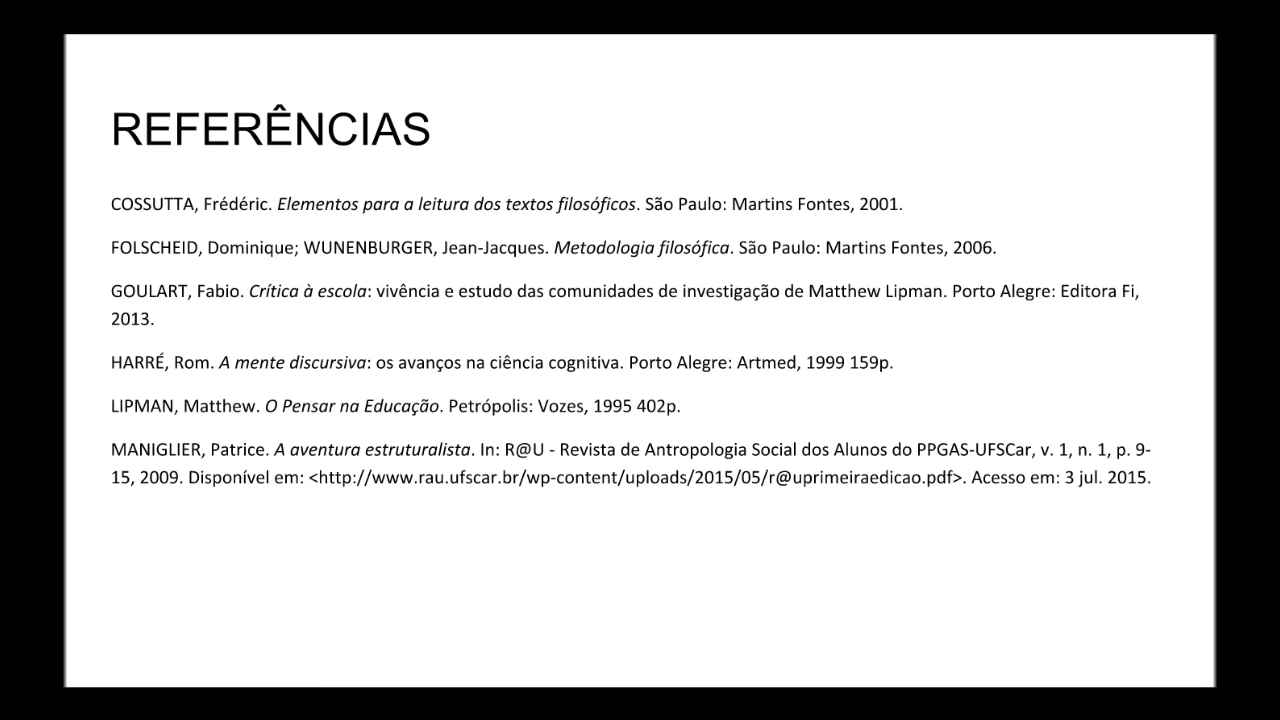 REFERÊNCIAS
COSSUTTA, Frédéric. Elementos para a leitura dos textos filosóficos. São Paulo: Martins Fontes, 2001.
FOLSCHEID, Dominique; WUNENBURGER, Jean-Jacques. Metodologia filosófica. São Paulo: Martins Fontes, 2006.
GOULART, Fabio. Crítica à escola: vivência e estudo das comunidades de investigação de Matthew Lipman. Porto Alegre: Editora Fi,
2013.
HARRÉ, Rom. A mente discursiva: os avanços na ciência cognitiva. Porto Alegre: Artmed, 1999 159p.
LIPMAN, Matthew. O Pensar na Educação. Petrópolis: Vozes, 1995 402p.
MANIGLIER, Patrice. A aventura estruturalista. In: R@U - Revista de Antropologia Social dos Alunos do PPGAS-UFSCar, v. 1, n. 1, p. 9-
15, 2009. Disponível em: <http://www.rau.ufscar.br/wp-content/uploads/2015/05/r@uprimeiraedicao.pdf>. Acesso em: 3 jul. 2015.